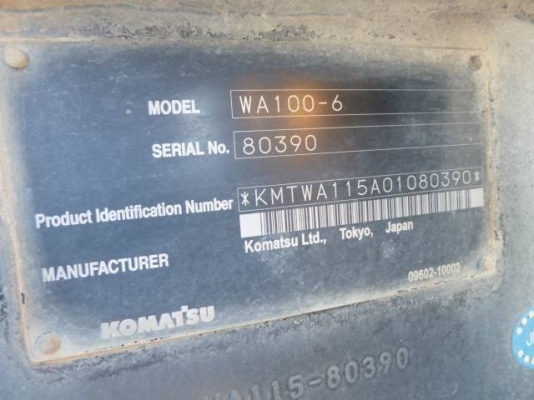 MODEL WA100-6
SERIAL No. 80390
Product Identification Number *KMTWA115A01080390*
MANUFACTURER Komatsu Ltd., Tokyo, Japan
09602-10002
KOMATSU
WA115-80390